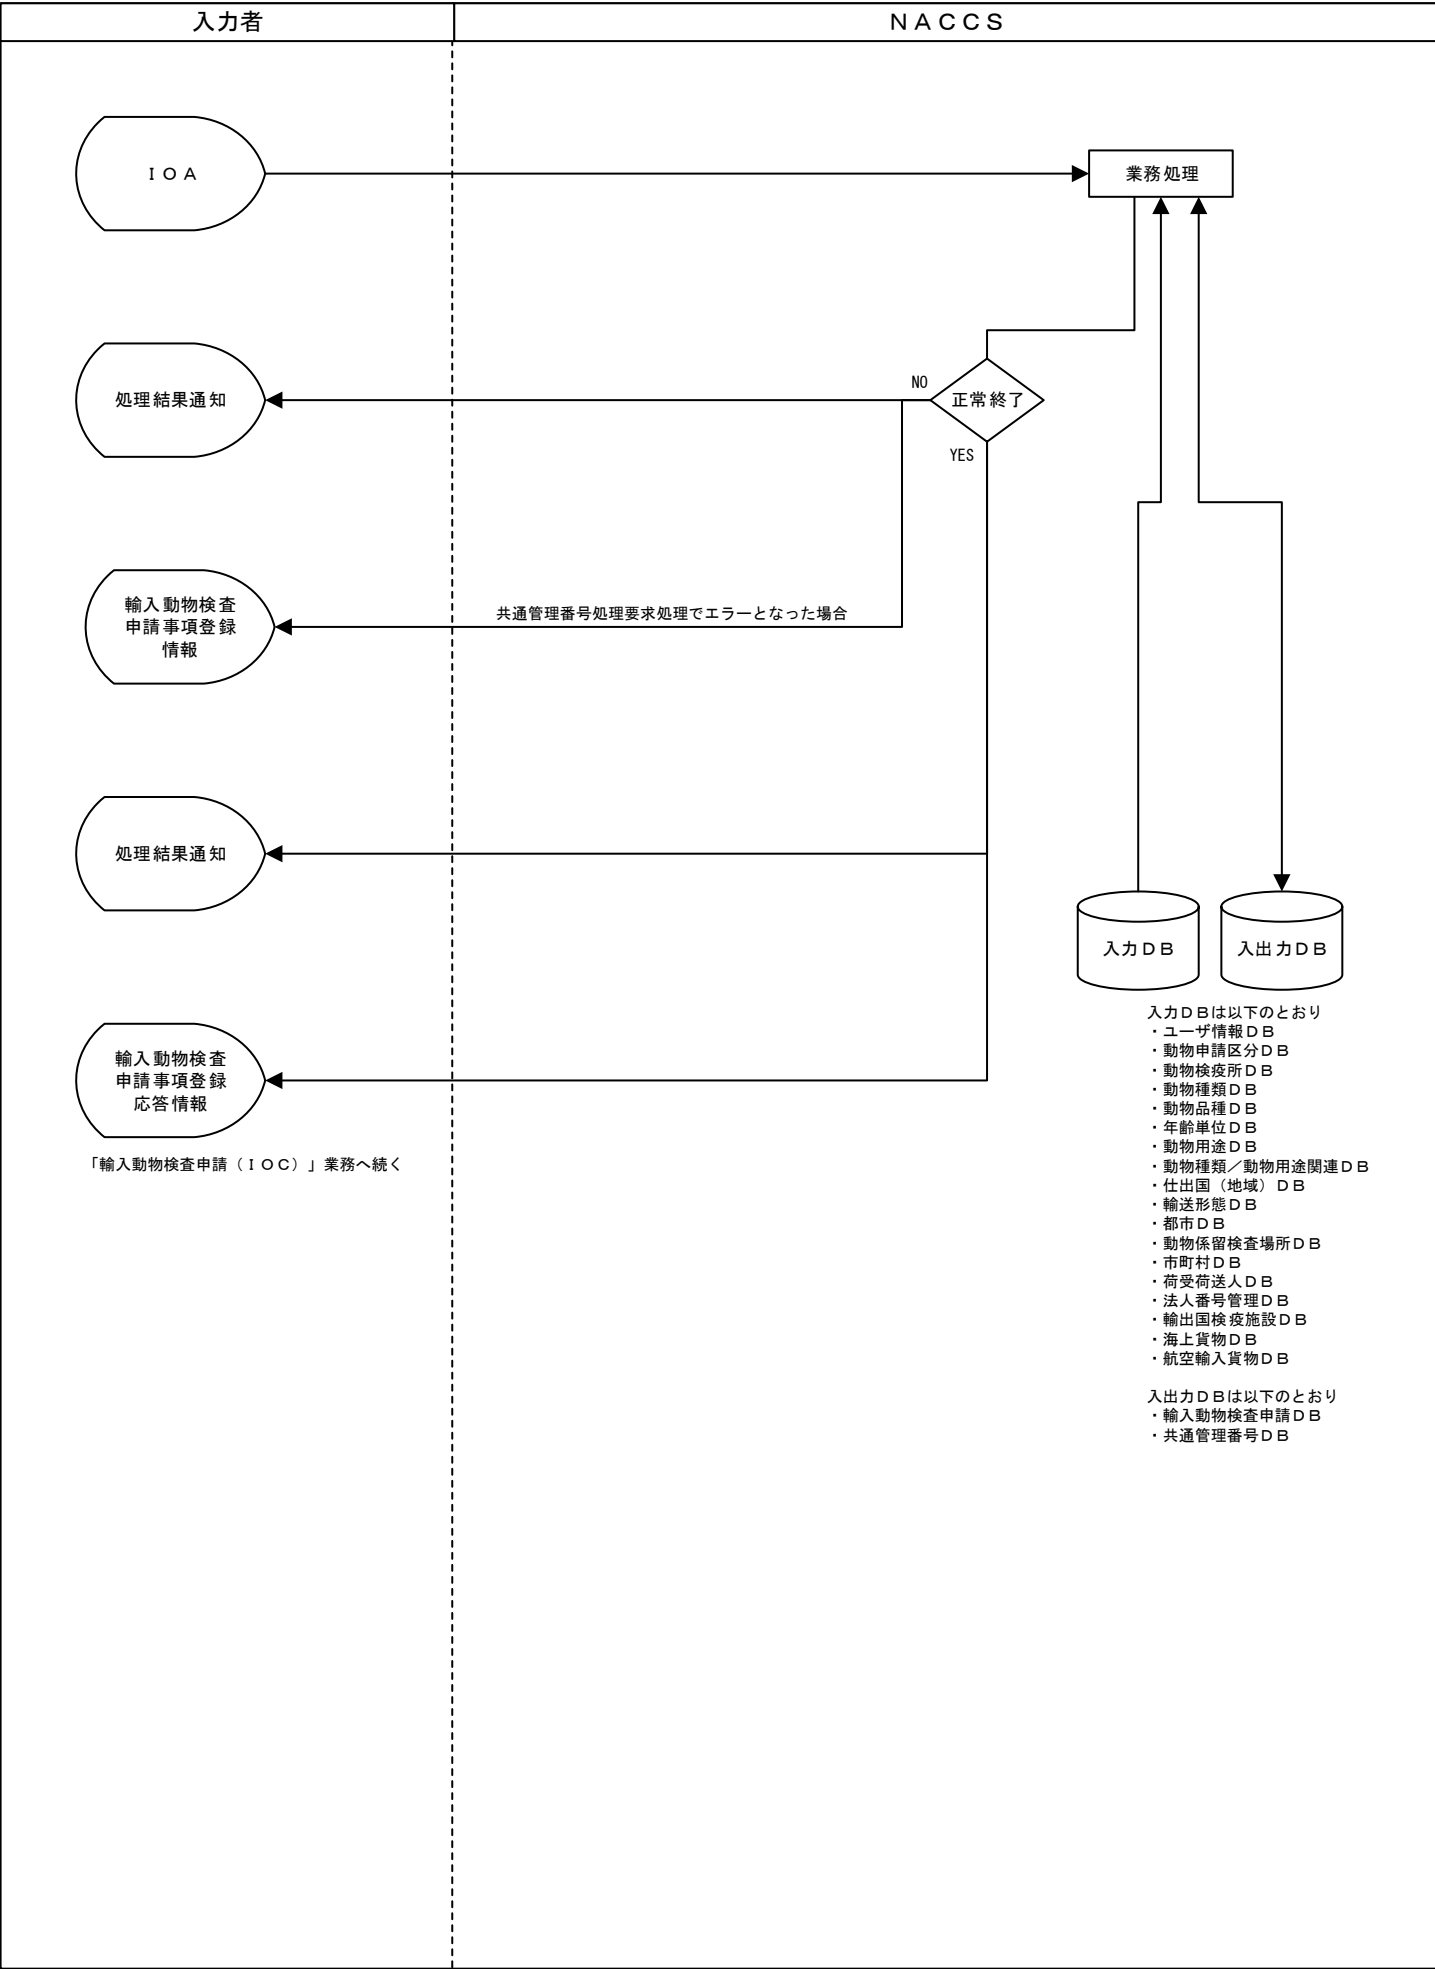 入力者
ＮＡＣＣＳ
ＩＯＡ
業務処理
処理結果通知
NO
正常終了
YES
輸入動物検査
申請事項登録
情報
共通管理番号処理要求処理でエラーとなった場合
処理結果通知
入力ＤＢ
入出力ＤＢ
輸入動物検査
申請事項登録
応答情報
「輸入動物検査申請（ＩＯＣ）」業務へ続く
入力ＤＢは以下のとおり
・ユーザ情報ＤＢ
・動物申請区分ＤＢ
・動物検疫所ＤＢ
・動物種類ＤＢ
・動物品種ＤＢ
・年齢単位ＤＢ
・動物用途ＤＢ
・動物種類／動物用途関連ＤＢ
・仕出国（地域）ＤＢ
・輸送形態ＤＢ
・都市ＤＢ
・動物係留検査場所ＤＢ
・市町村ＤＢ
・荷受荷送人ＤＢ
・法人番号管理ＤＢ
・輸出国検疫施設ＤＢ
・海上貨物ＤＢ
・航空輸入貨物ＤＢ
入出力ＤＢは以下のとおり
・輸入動物検査申請ＤＢ
・共通管理番号ＤＢ